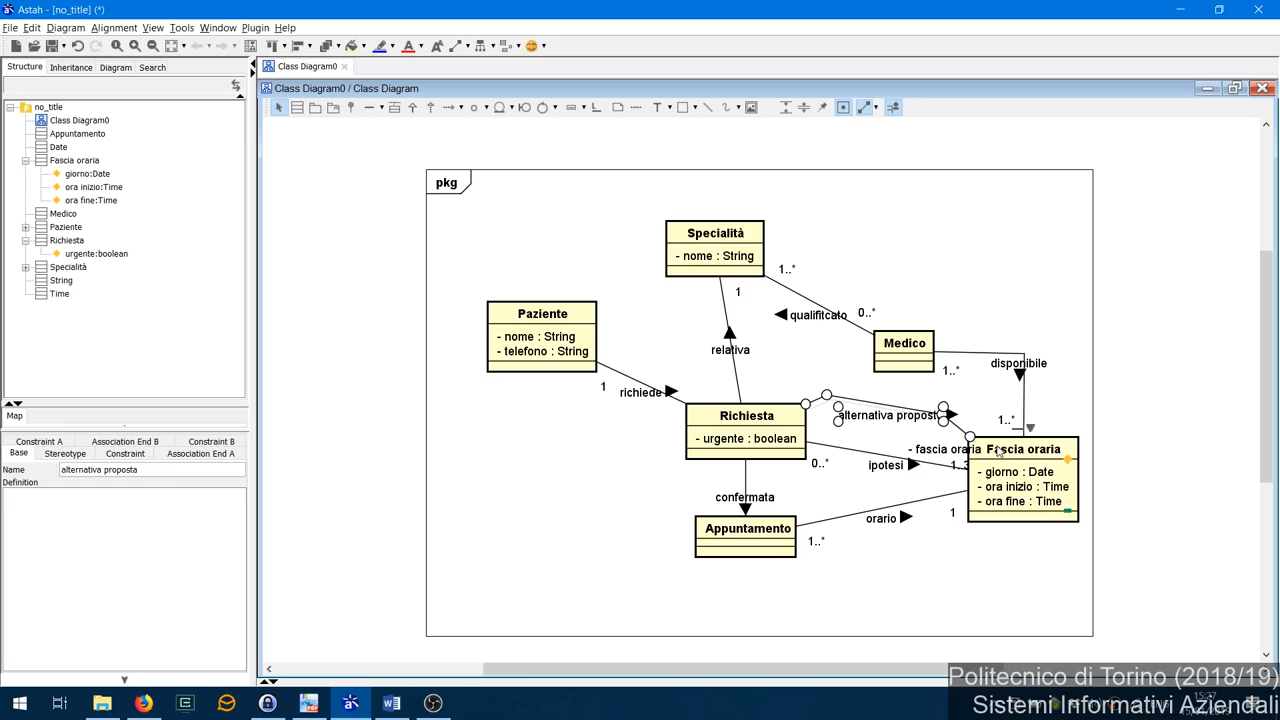 Astah - [no_title] (*)
File Edit Diagram Alignment View Tools Window Plugin Help
Structure Inheritance Diagram Search
Class Diagram0
Class Diagram0 / Class Diagram
no_title
Class Diagram0
Appuntamento
Date
Fascia oraria
giorno:Date
ora inizio:Time
ora fine:Time
Medico
Paziente
Richiesta
urgente:boolean
Specialità
String
Time
Map
Constraint A Association End B Constraint B
Base Stereotype Constraint Association End A
Name alternativa proposta
Definition
pkg
Specialità
- nome : String
1..*
1
qualifitcato 0..*
Paziente
- nome : String
- telefono : String
relativa
Medico
disponibile
1..*
1 richiede
Richiesta
- urgente : boolean
alternativa propost
1..*
- fascia oraria
Fascia oraria
- giorno : Date
- ora inizio : Time
- ora fine : Time
0..*
ipotesi
confermata
Appuntamento
orario
1
1..*
Politecnico di Torino (2018/19)
15:27
Sistemi Informativi Aziendali